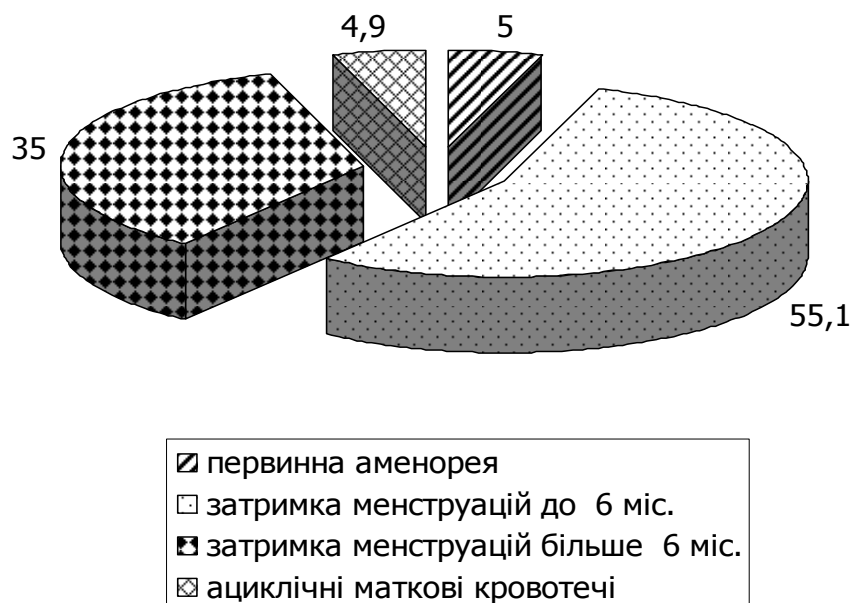 4,9
5
35
55,1
первинна аменорея
затримка менструацій до 6 міс.
затримка менструацій більше 6 міс.
ациклічні маткові кровотечі